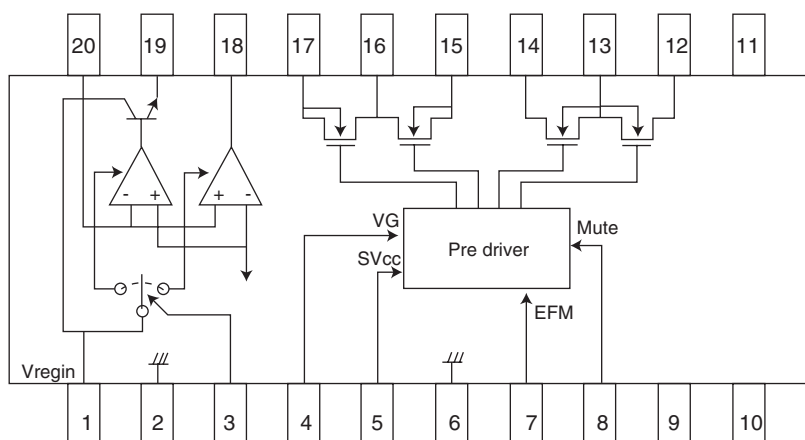 20 19 18 17 16 15 14 13 12 11
- + + -
VG
Mute
SVcc
Pre driver
EFM
Vregin
1 2 3 4 5 6 7 8 9 10